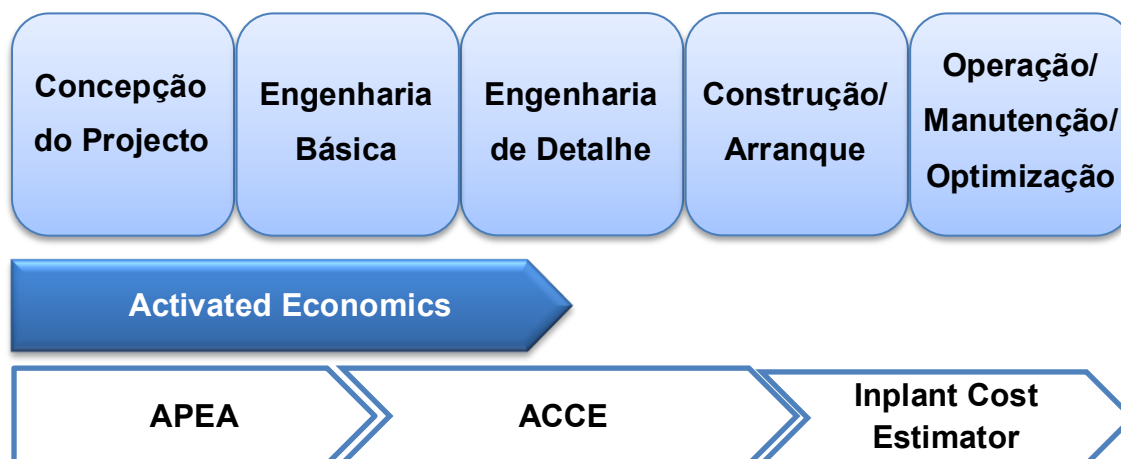 Concepção
do Projecto
Engenharia
Básica
Engenharia
de Detalhe
Construção/
Arranque
Operação/
Manutenção/
Optimização
Activated Economics
APEA
ACCE
Inplant Cost
Estimator